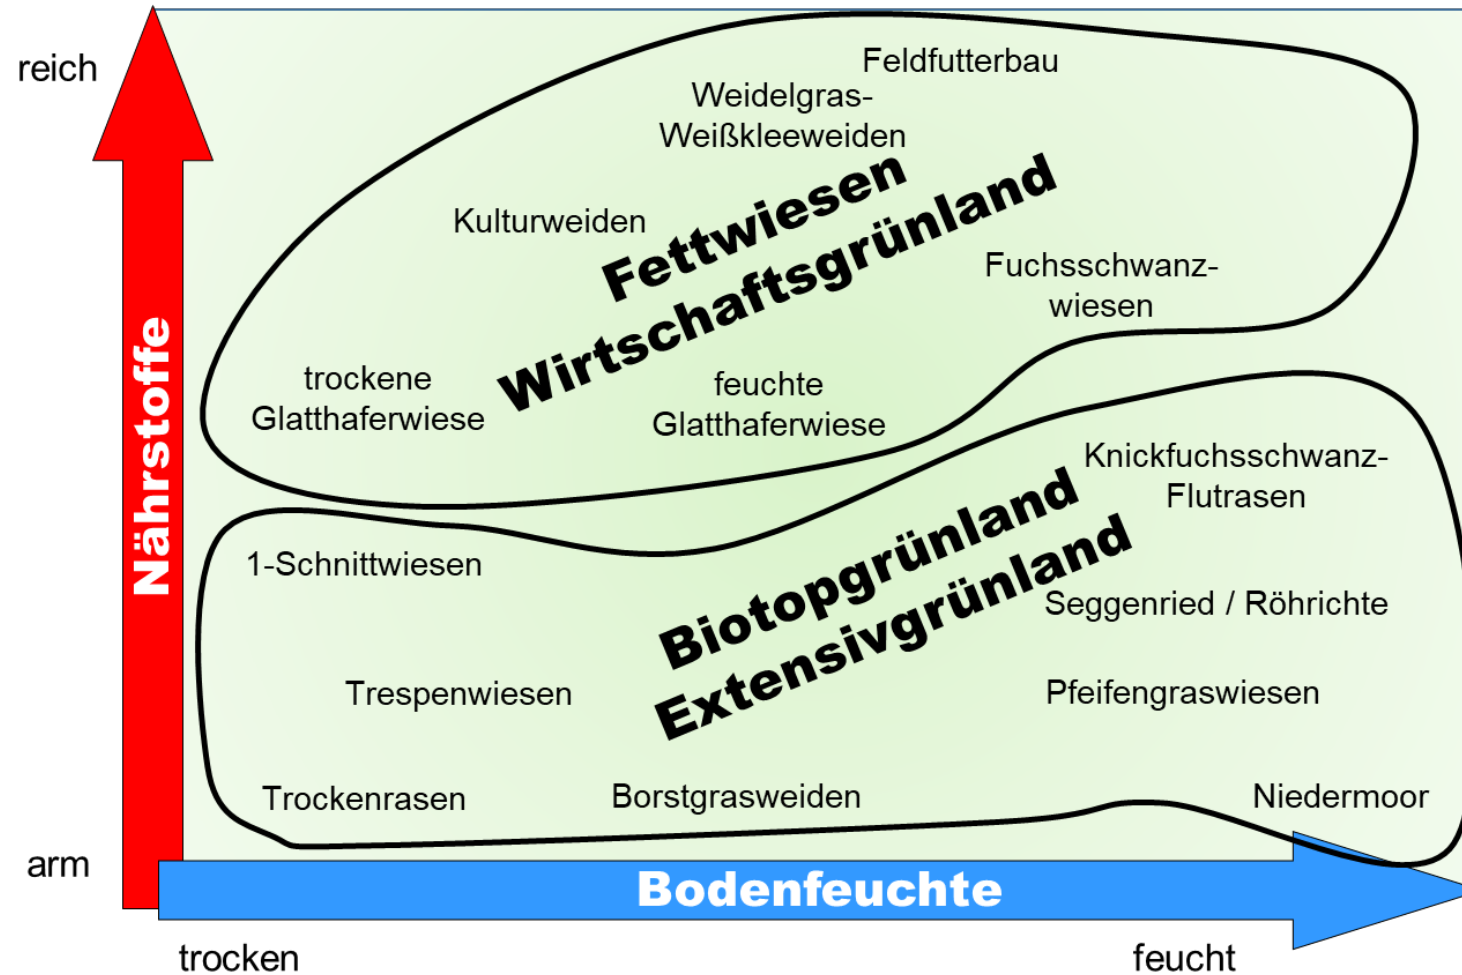 reich
Feldfutterbau
Weidelgras-
Weißkleeweiden
Kulturweiden
Fettwiesen
Wirtschaftsgrünland
Fuchsschwanz-
wiesen
trockene
Glatthaferwiese
feuchte
Glatthaferwiese
Nährstoffe
Knickfuchsschwanz-
Flutrasen
1-Schnittwiesen
Biotopgrünland
Extensivgrünland
Seggenried / Röhrichte
Trespenwiesen
Pfeifengraswiesen
Trockenrasen
Borstgrasweiden
Niedermoor
arm
Bodenfeuchte
trocken
feucht